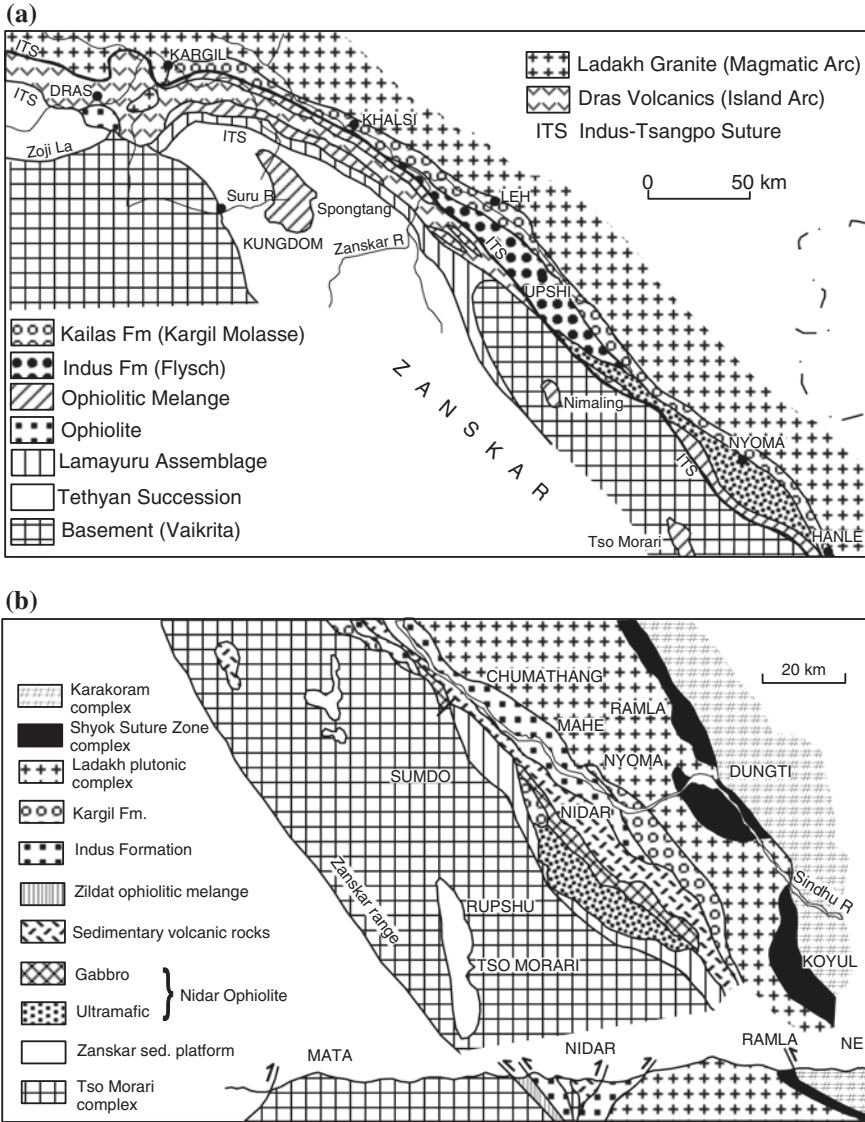 (a)
ITS
KARGIL
Ladakh Granite (Magmatic Arc)
DRAS
ITS
Dras Volcanics (Island Arc)
KHALSI
ITS
ITS Indus-Tsangpo Suture
Zoji La
0 50 km
Suru R
Spongtang
LEH
KUNGDOM
Zanskar R
ITS
UPSHI
Kailas Fm (Kargil Molasse)
Indus Fm (Flysch)
Ophiolitic Melange
Nimaling
Ophiolite
ZANSKAR
NYOMA
Lamayuru Assemblage
ITS
Tethyan Succession
Basement (Vaikrita)
Tso Morari
HANLE
(b)
20 km
Karakoram
complex
CHUMATHANG
Shyok Suture Zone
complex
RAMLA
MAHE
Ladakh plutonic
complex
NYOMA
DUNGTI
SUMDO
Kargil Fm.
NIDAR
Indus Formation
Zanskar range
Sindhu R
Zildat ophiolitic melange
RUPSHU
Sedimentary volcanic rocks
KOYUL
TSO MORARI
Gabbro
} Nidar Ophiolite
Ultramafic
Zanskar sed. platform
MATA
NIDAR
RAMLA
NE
Tso Morari
complex